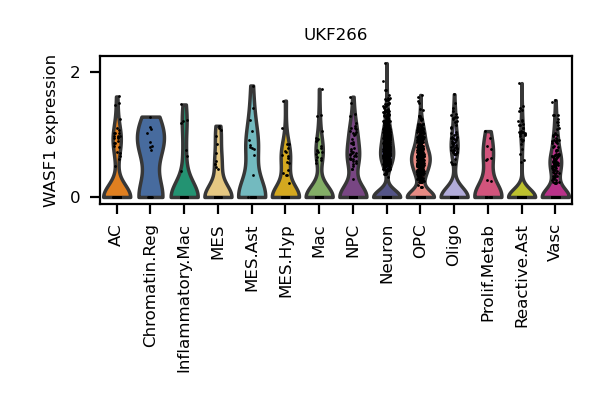 UKF266
WASF1 expression
2
0
AC
Chromatin.Reg
Inflammatory.Mac
MES
MES.Ast
MES.Hyp
Mac
NPC
Neuron
OPC
Oligo
Prolif.Metab
Reactive.Ast
Vasc